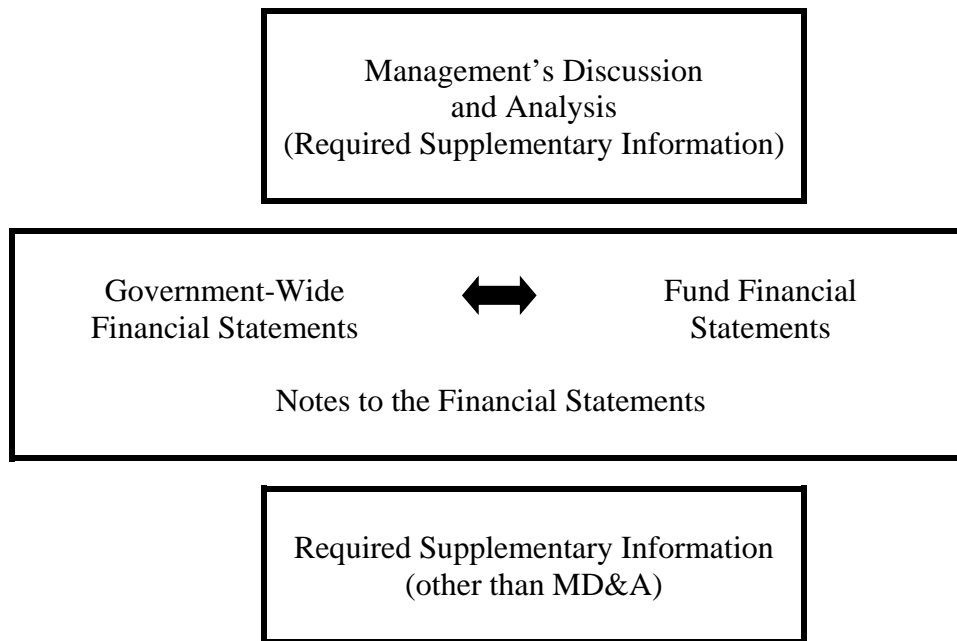 Management’s Discussion
and Analysis
(Required Supplementary Information)
Government-Wide
Financial Statements
Fund Financial
Statements
Notes to the Financial Statements
Required Supplementary Information
(other than MD&A)